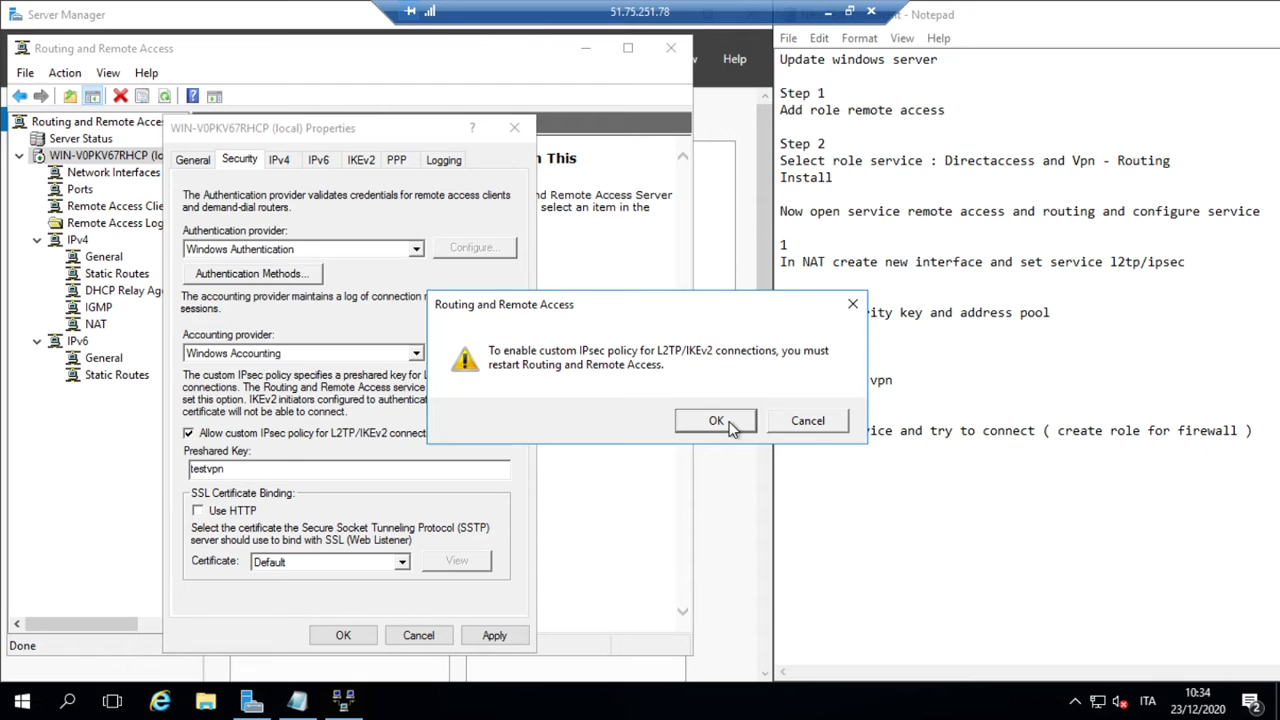 Server Manager
51.75.251.78
- Notepad
Routing and Remote Access
File Action View Help
Help
File Edit Format View Help
Routing and Remote Acce
Server Status
WIN-V0PKV67RHCP (lo
Network Interfaces
Ports
Remote Access Clie
Remote Access Log
IPv4
General
Static Routes
DHCP Relay Age
IGMP
NAT
IPv6
General
Static Routes
Done
WIN-V0PKV67RHCP (local) Properties
General Security IPv4 IPv6 IKEv2 PPP Logging
The Authentication provider validates credentials for remote access clients
and demand-dial routers.
Authentication provider:
Windows Authentication
Configure...
Authentication Methods...
The accounting provider maintains a log of connection r
sessions.
Accounting provider:
Windows Accounting
The custom IPsec policy specifies a preshared key for L
connections. The Routing and Remote Access service
set this option. IKEv2 initiators configured to authenticat
certificate will not be able to connect.
Allow custom IPsec policy for L2TP/IKEv2 connect
Preshared Key:
testvpn
SSL Certificate Binding:
Use HTTP
Select the certificate the Secure Socket Tunneling Protocol (SSTP)
server should use to bind with SSL (Web Listener)
Certificate: Default View
OK Cancel Apply
n This
nd Remote Access Server
select an item in the
Routing and Remote Access
To enable custom IPsec policy for L2TP/IKEv2 connections, you must
restart Routing and Remote Access.
OK Cancel
Update windows server
Step 1
Add role remote access
Step 2
Select role service : Directaccess and Vpn - Routing
Install
Now open service remote access and routing and configure service
1
In NAT create new interface and set service l2tp/ipsec
ity key and address pool
vpn
ice and try to connect ( create role for firewall )
ITA
10:34
23/12/2020
2